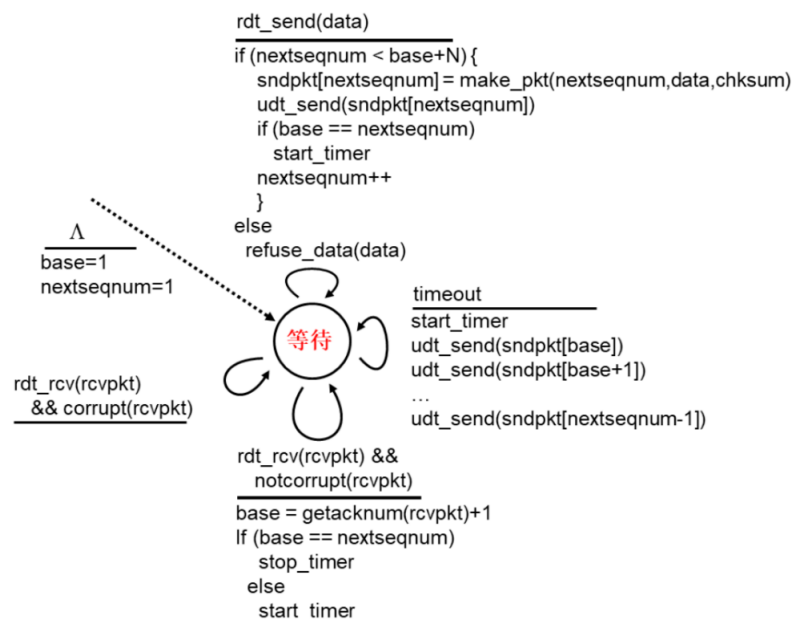 rdt_send(data)
if (nextseqnum < base+N) {
sndpkt[nextseqnum] = make_pkt(nextseqnum,data,chksum)
udt_send(sndpkt[nextseqnum])
if (base == nextseqnum)
start_timer
nextseqnum++
}
else
refuse_data(data)
Λ
base=1
nextseqnum=1
等待
timeout
start_timer
udt_send(sndpkt[base])
udt_send(sndpkt[base+1])
…
udt_send(sndpkt[nextseqnum-1])
rdt_rcv(rcvpkt)
&& corrupt(rcvpkt)
rdt_rcv(rcvpkt) &&
notcorrupt(rcvpkt)
base = getacknum(rcvpkt)+1
If (base == nextseqnum)
stop_timer
else
start_timer